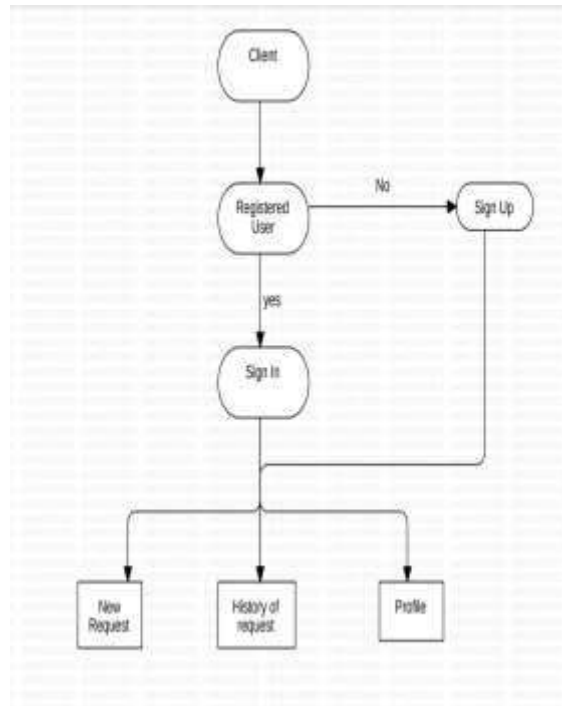 Client
Registered
User
No
Sign Up
yes
Sign In
New
Request
History of
request
Profile